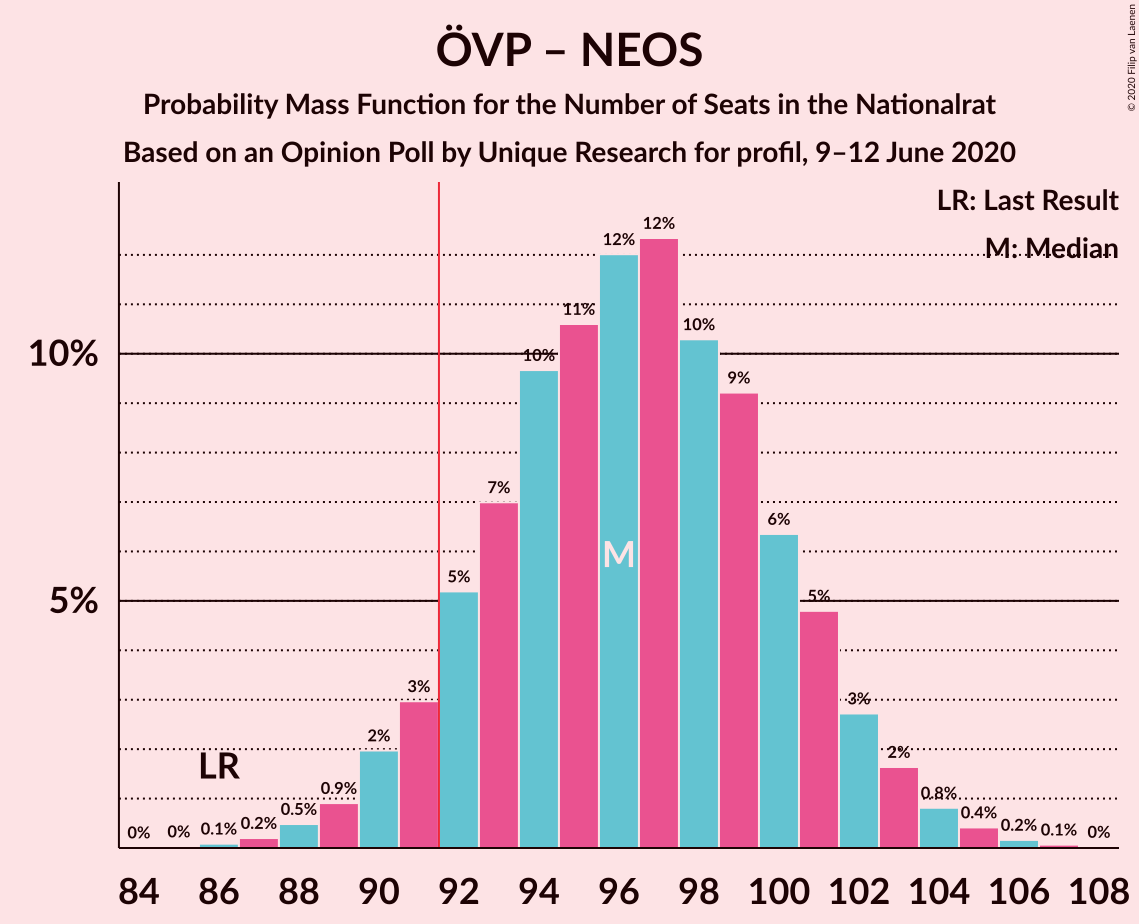 ÖVP – NEOS
Probability Mass Function for the Number of Seats in the Nationalrat
Based on an Opinion Poll by Unique Research for profil, 9–12 June 2020
© 2020 Filip van Laenen
LR: Last Result
M: Median
10%
5%
0% 0% 0.1% 0.2% 0.5% 0.9% 2% 3% 5% 7% 10% 11% 12% 12% 10% 9% 6% 5% 3% 2% 0.8% 0.4% 0.2% 0.1% 0%
LR
M
84 86 88 90 92 94 96 98 100 102 104 106 108